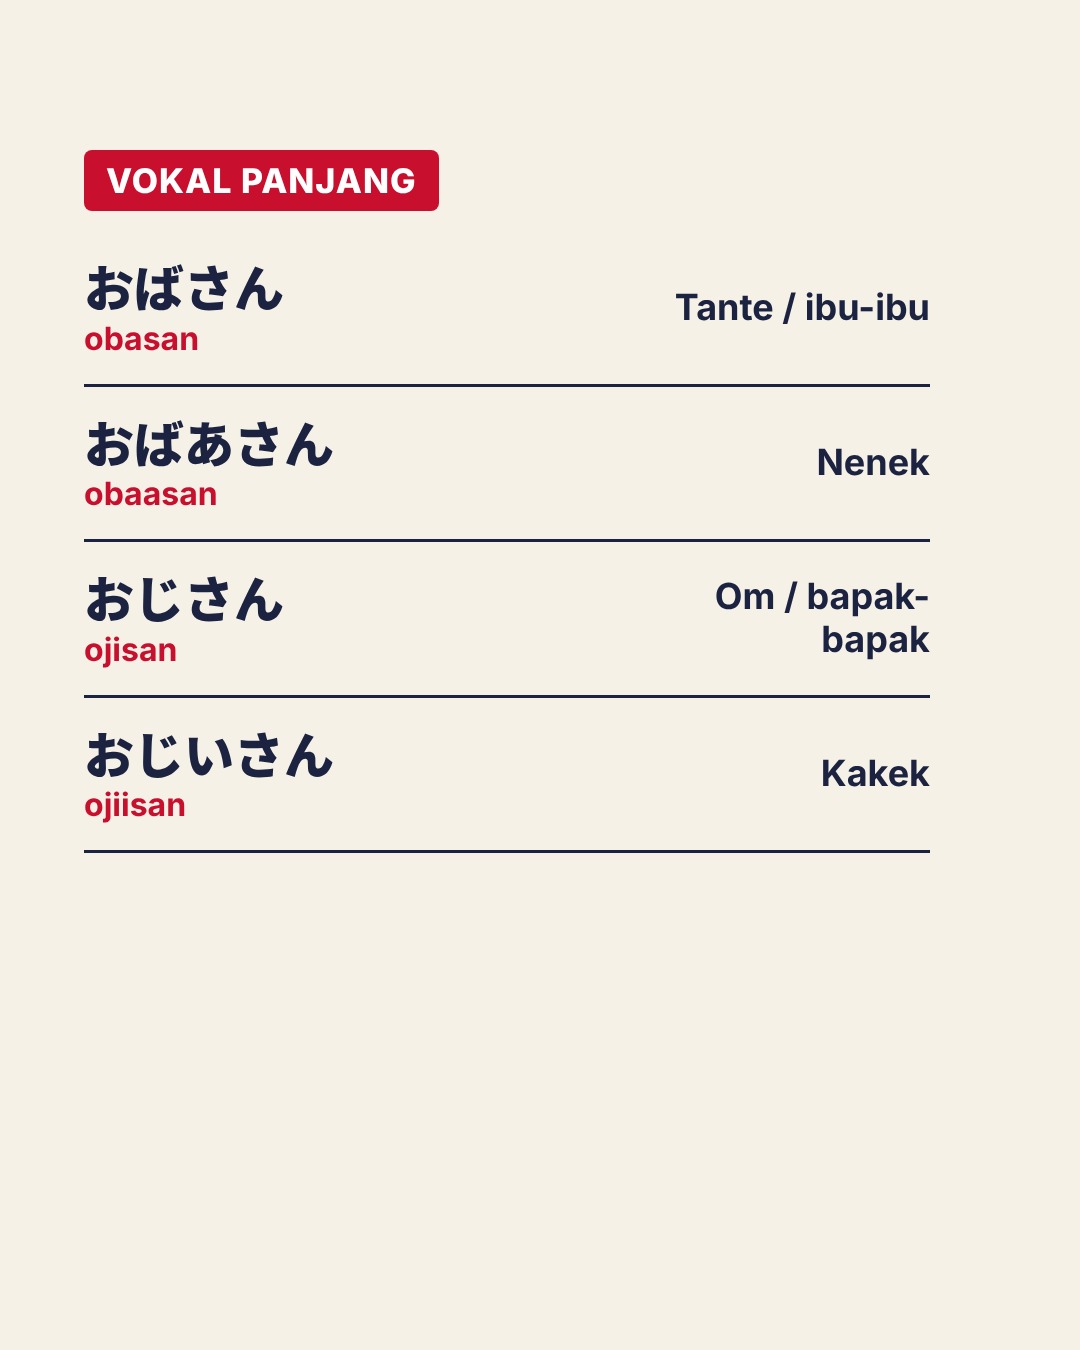 VOKAL PANJANG
おばさん
obasan
Tante / ibu-ibu
おばあさん
obaasan
Nenek
おじさん
ojisan
Om / bapak-
bapak
おじいさん
ojiisan
Kakek